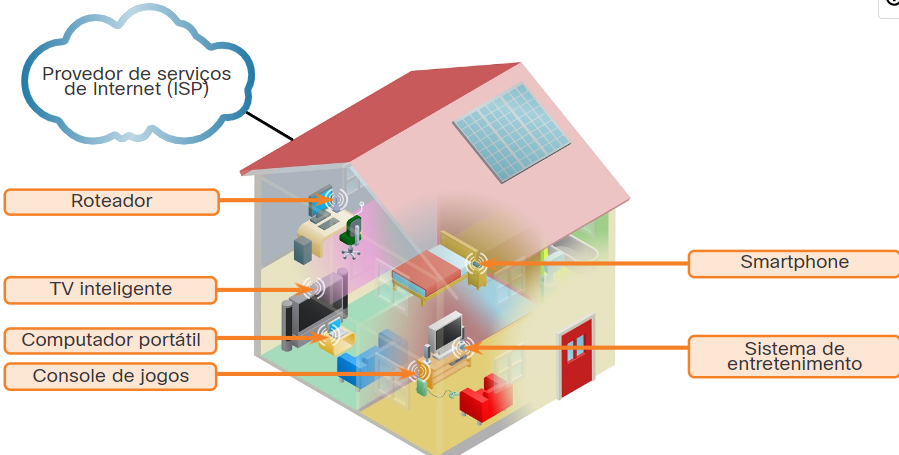 Provedor de serviços
de Internet (ISP)
Roteador
TV inteligente
Computador portátil
Console de jogos
Smartphone
Sistema de
entretenimento